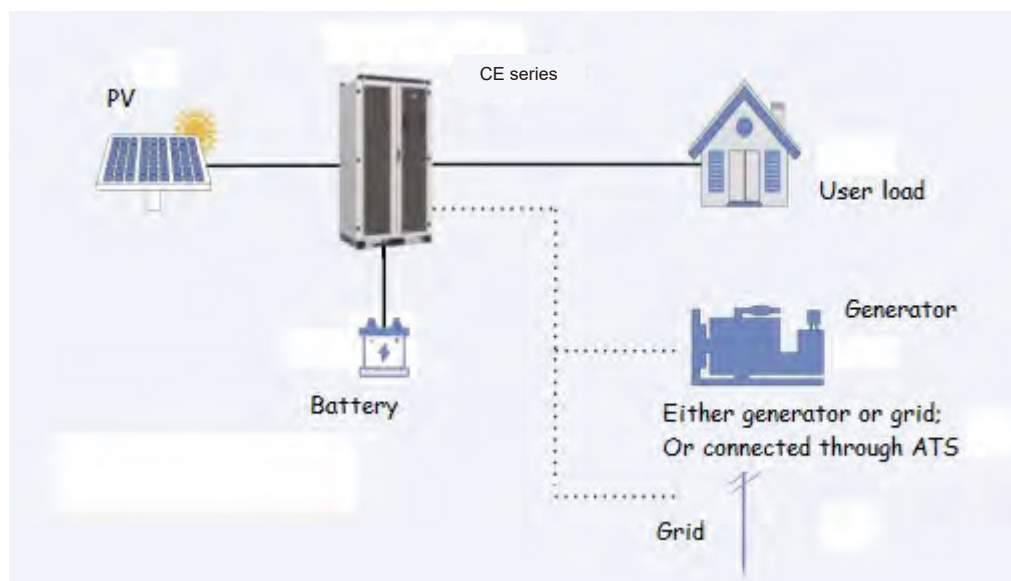 CE series
PV
User load
Generator
Battery
Either generator or grid;
Or connected through ATS
Grid